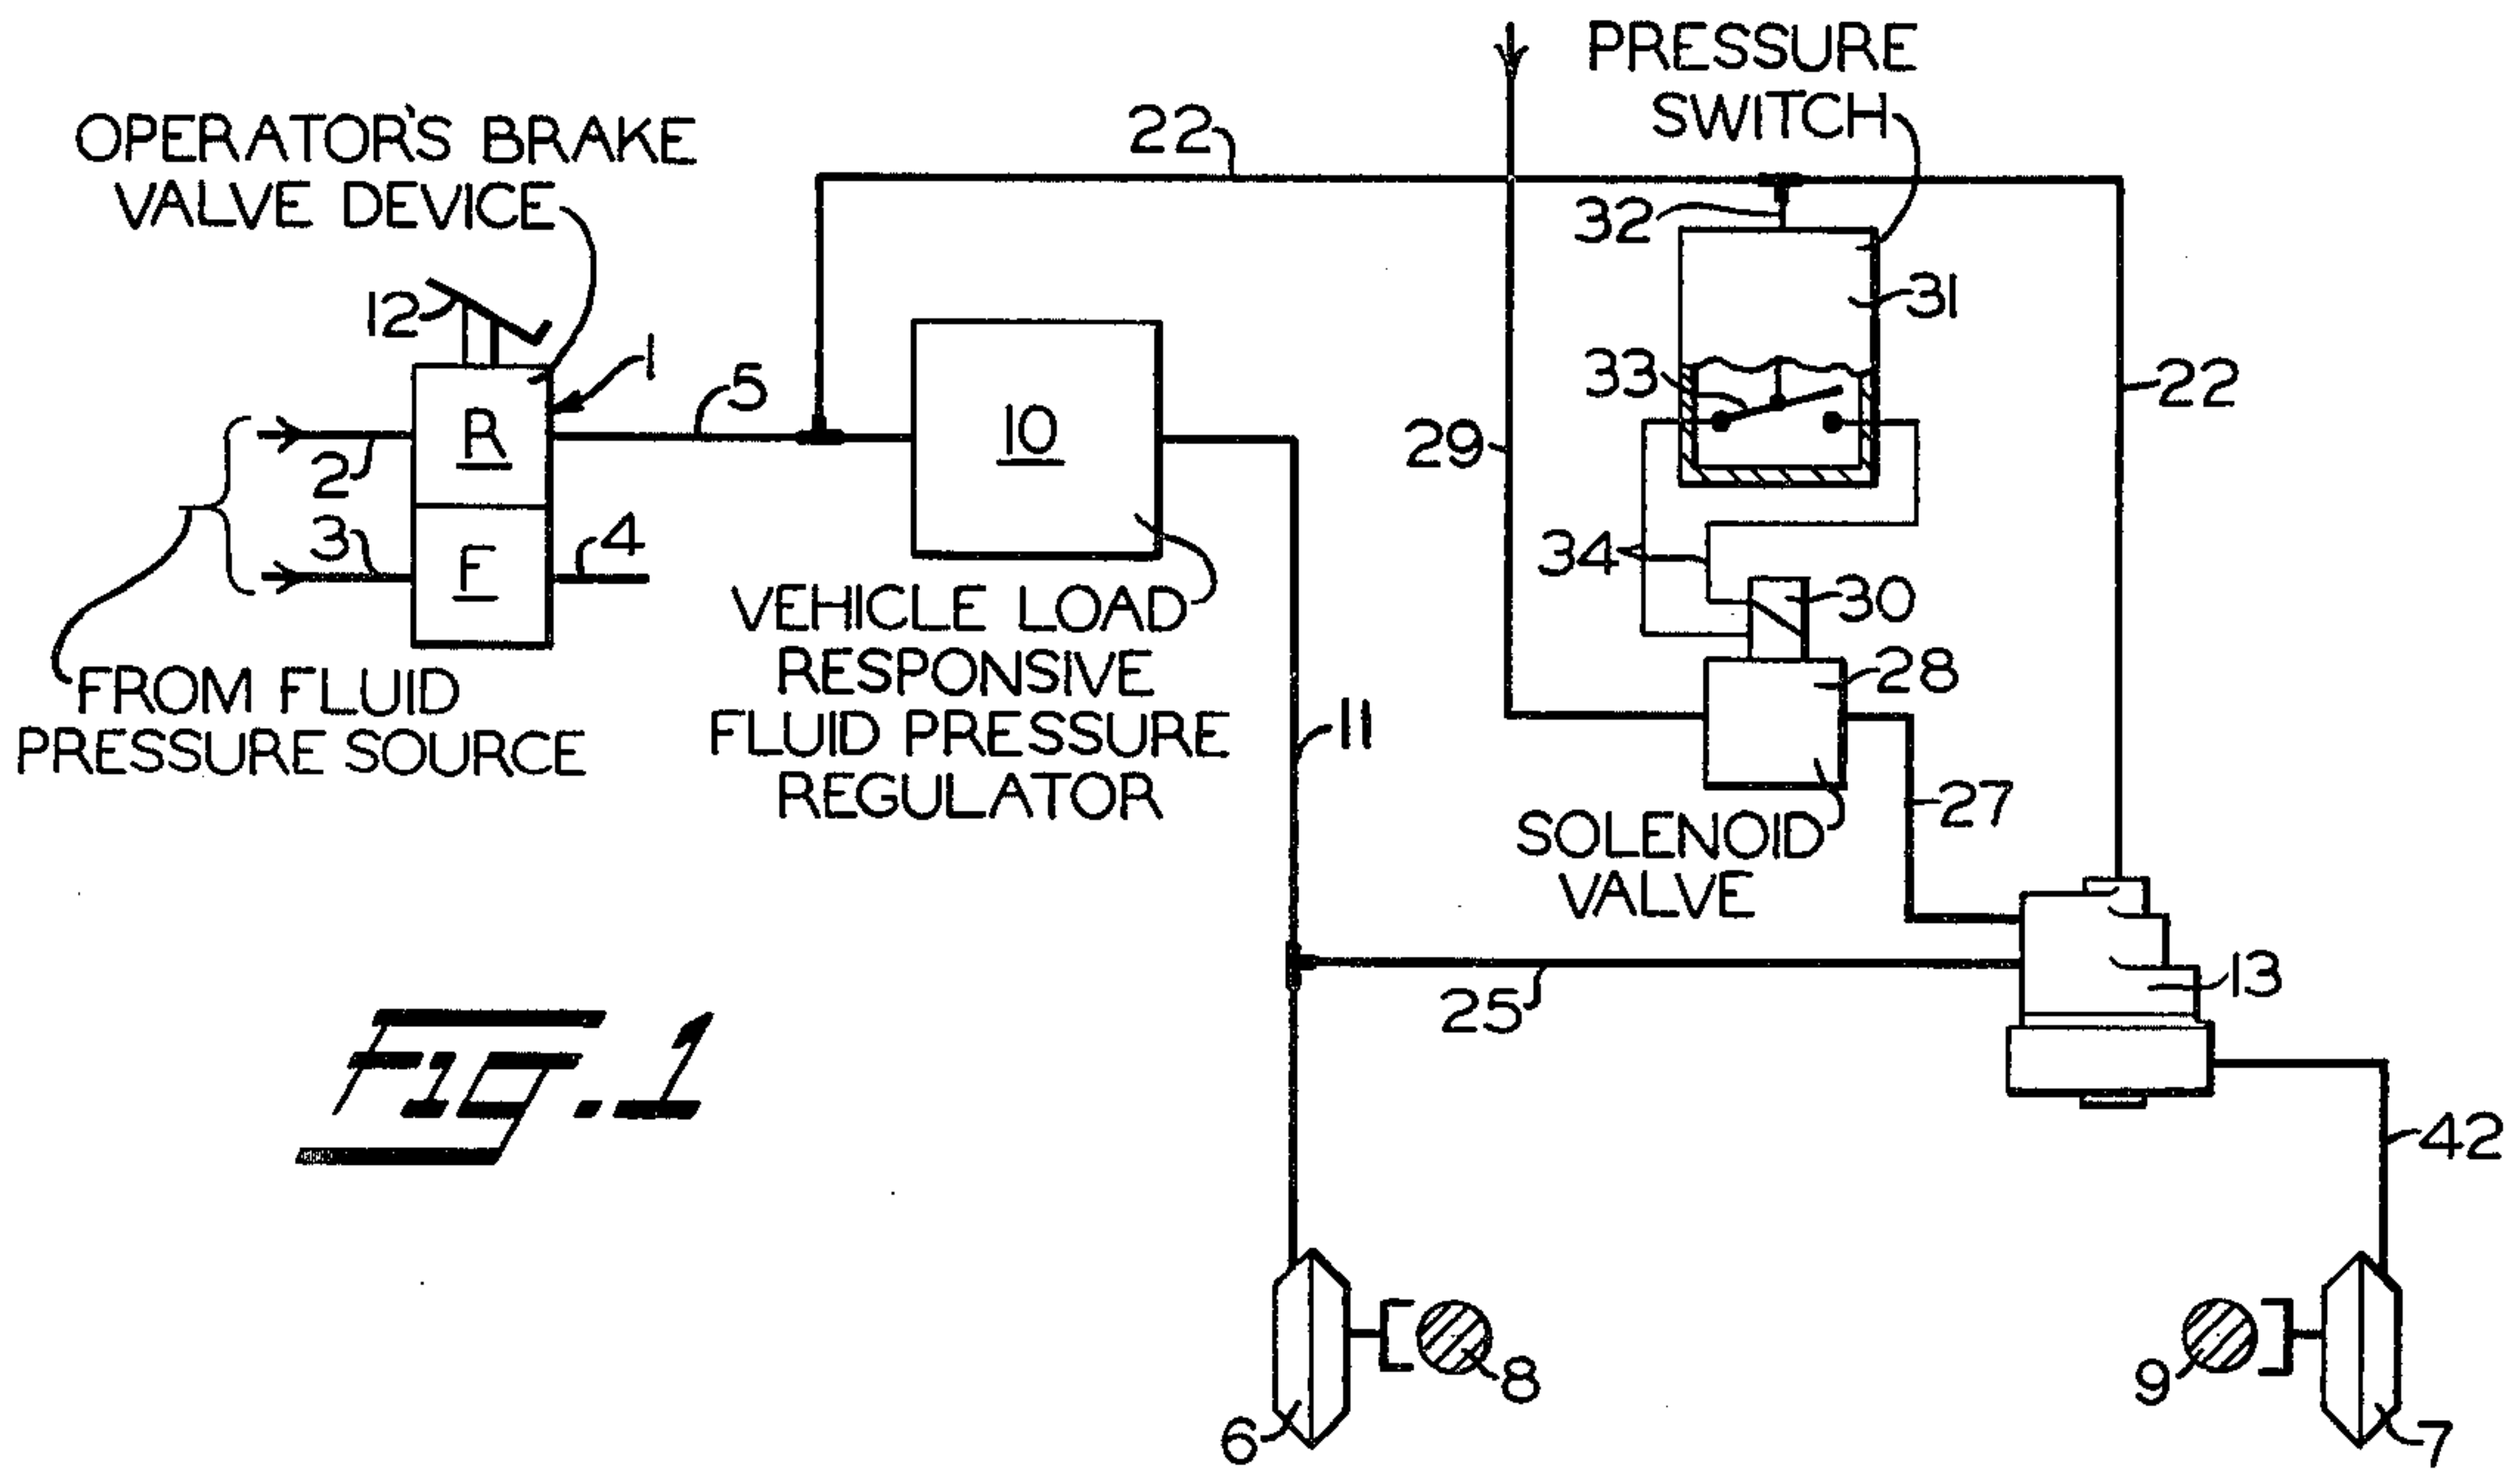 PRESSURE
SWITCH
22
OPERATOR'S BRAKE
VALVE DEVICE
32
12
31
1
33
5
22
R
10
29
2
3
4
34
F
30
VEHICLE LOAD
RESPONSIVE
FLUID PRESSURE
REGULATOR
28
FROM FLUID
PRESSURE SOURCE
11
27
SOLENOID
VALVE
13
25
FIG.1
42
8
9
6
7